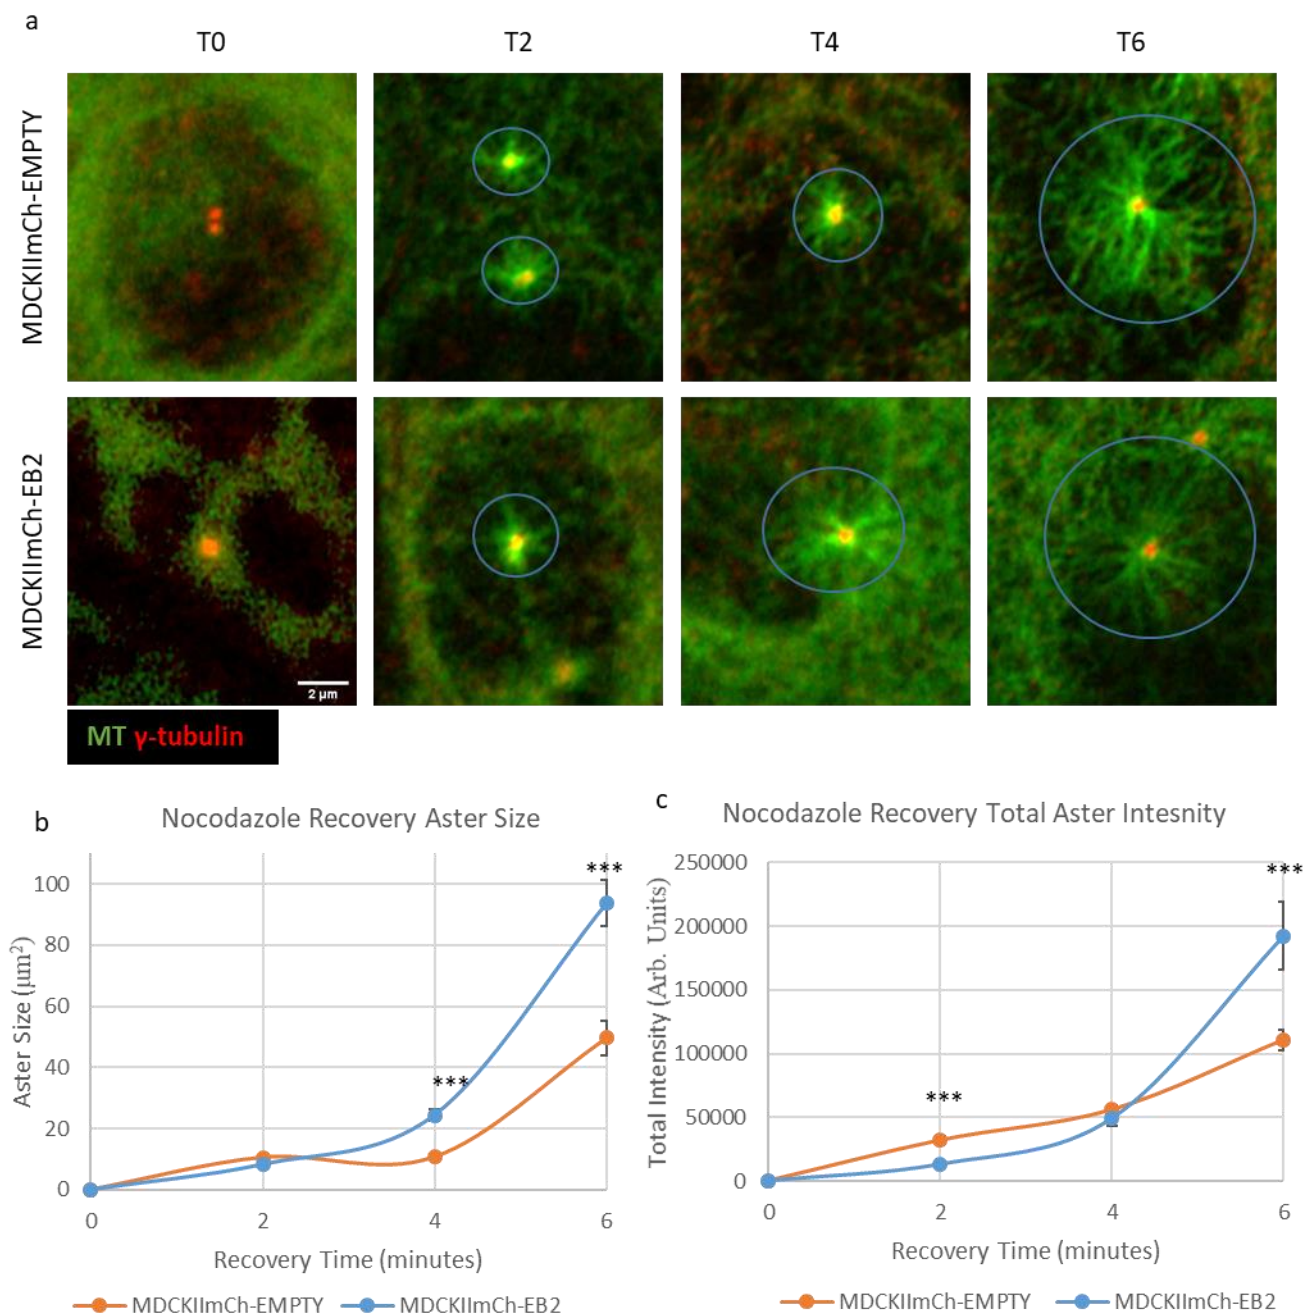 a
T0 T2 T4 T6
MDCKIImCh-EMPTY
MDCKIImCh-EB2
2 µm
MT γ-tubulin
b
Nocodazole Recovery Aster Size
Aster Size (µm²)
100
80
60
40
20
0
***
***
0 2 4 6
Recovery Time (minutes)
MDCKIImCh-EMPTY MDCKIImCh-EB2
c
Nocodazole Recovery Total Aster Intesnity
Total Intensity (Arb. Units)
250000
200000
150000
100000
50000
0
***
***
0 2 4 6
Recovery Time (minutes)
MDCKIImCh-EMPTY MDCKIImCh-EB2